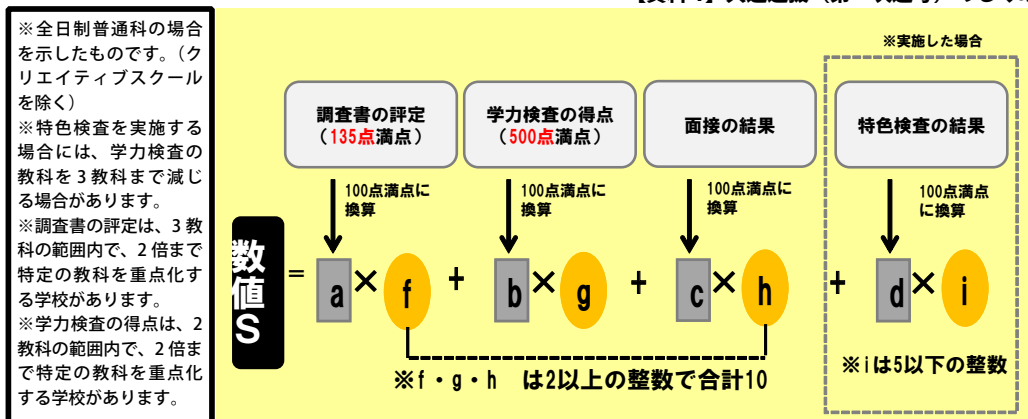 ※全日制普通科の場合
を示したものです。（ク
リエイティブスクール
を除く）
※特色検査を実施する
場合には、学力検査の
教科を３教科まで減じ
る場合があります。
※調査書の評定は、３教
科の範囲内で、２倍まで
特定の教科を重点化す
る学校があります。
※学力検査の得点は、２
教科の範囲内で、２倍ま
で特定の教科を重点化
する学校があります。
※実施した場合
調査書の評定
（135点満点）
学力検査の得点
（500点満点）
面接の結果
特色検査の結果
100点満点に
換算
100点満点に
換算
100点満点に
換算
100点満点
に換算
数値S
= a × f + b × g + c × h + d × i
※f・g・h は2以上の整数で合計10
※iは5以下の整数